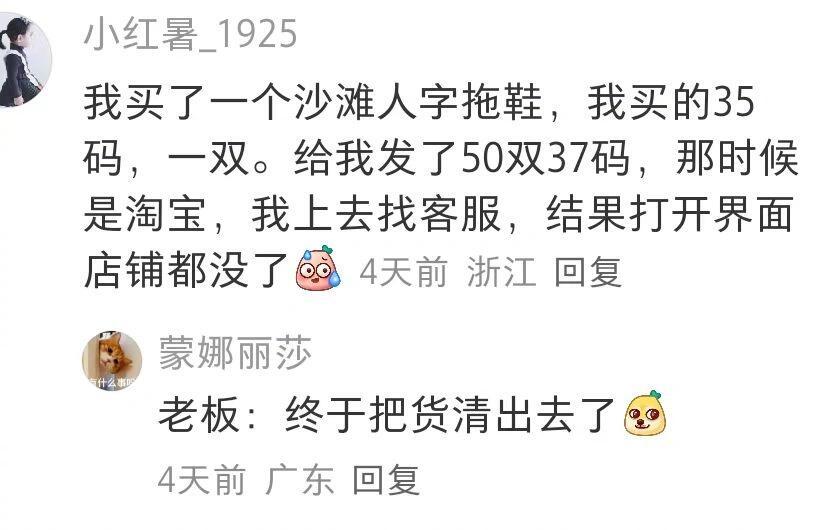 小红暑_1925
我买了一个沙滩人字拖鞋，我买的35
码，一双。给我发了50双37码，那时候
是淘宝，我上去找客服，结果打开界面
店铺都没了 4天前 浙江 回复
蒙娜丽莎
老板：终于把货清出去了
4天前 广东 回复